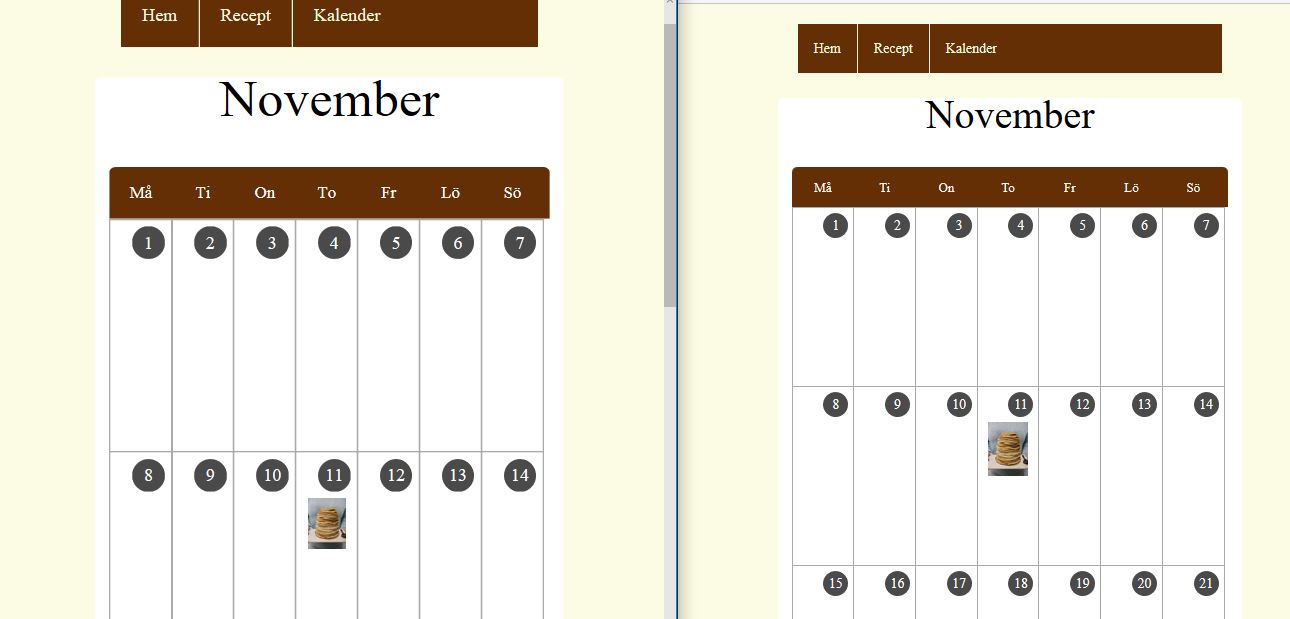 Hem Recept Kalender
November
Må Ti On To Fr Lö Sö
1 2 3 4 5 6 7
8 9 10 11 12 13 14
Hem Recept Kalender
November
Må Ti On To Fr Lö Sö
1 2 3 4 5 6 7
8 9 10 11 12 13 14
15 16 17 18 19 20 21